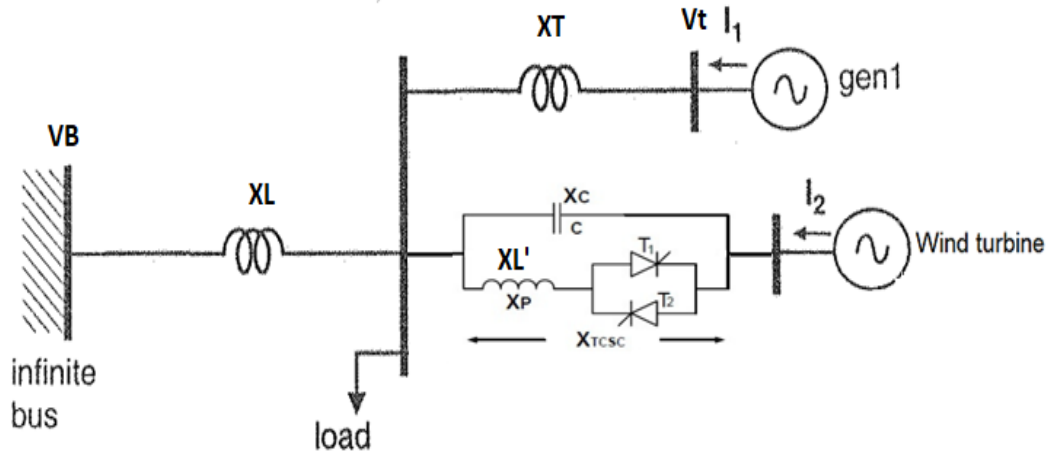 XT
Vt
I1
gen1
VB
XL
XC
C
I2
XL'
T1
Wind turbine
XP
T2
XTCSC
infinite
bus
load